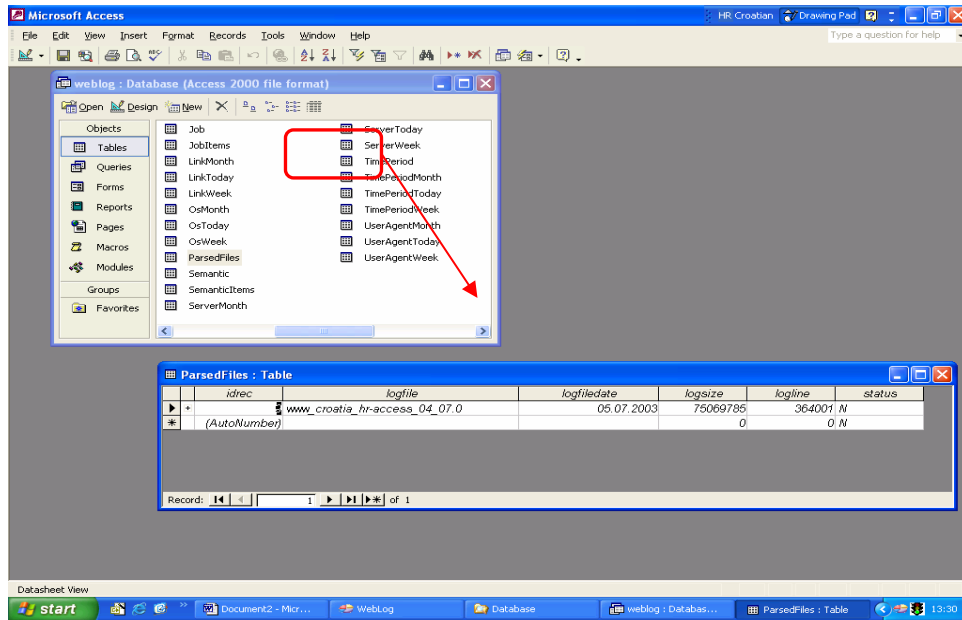 Microsoft Access
HR Croatian Drawing Pad
File Edit View Insert Format Records Tools Window Help
Type a question for help
weblog : Database (Access 2000 file format)
Open Design New
Objects
Tables
Queries
Forms
Reports
Pages
Macros
Modules
Groups
Favorites
Job
JobItems
LinkMonth
LinkToday
LinkWeek
OsMonth
OsToday
OsWeek
ParsedFiles
Semantic
SemanticItems
ServerMonth
ServerToday
ServerWeek
TimePeriod
TimePeriodMonth
TimePeriodToday
TimePeriodWeek
UserAgentMonth
UserAgentToday
UserAgentWeek
ParsedFiles : Table
idrec logfile logfiledate logsize logline status
www_croatia_hr-access_04_07.0 05.07.2003 75069785 364001 N
(AutoNumber) 0 0 N
Record: 1 of 1
Datasheet View
start Document2 - Micr... WebLog Database weblog : Databas... ParsedFiles : Table 13:30